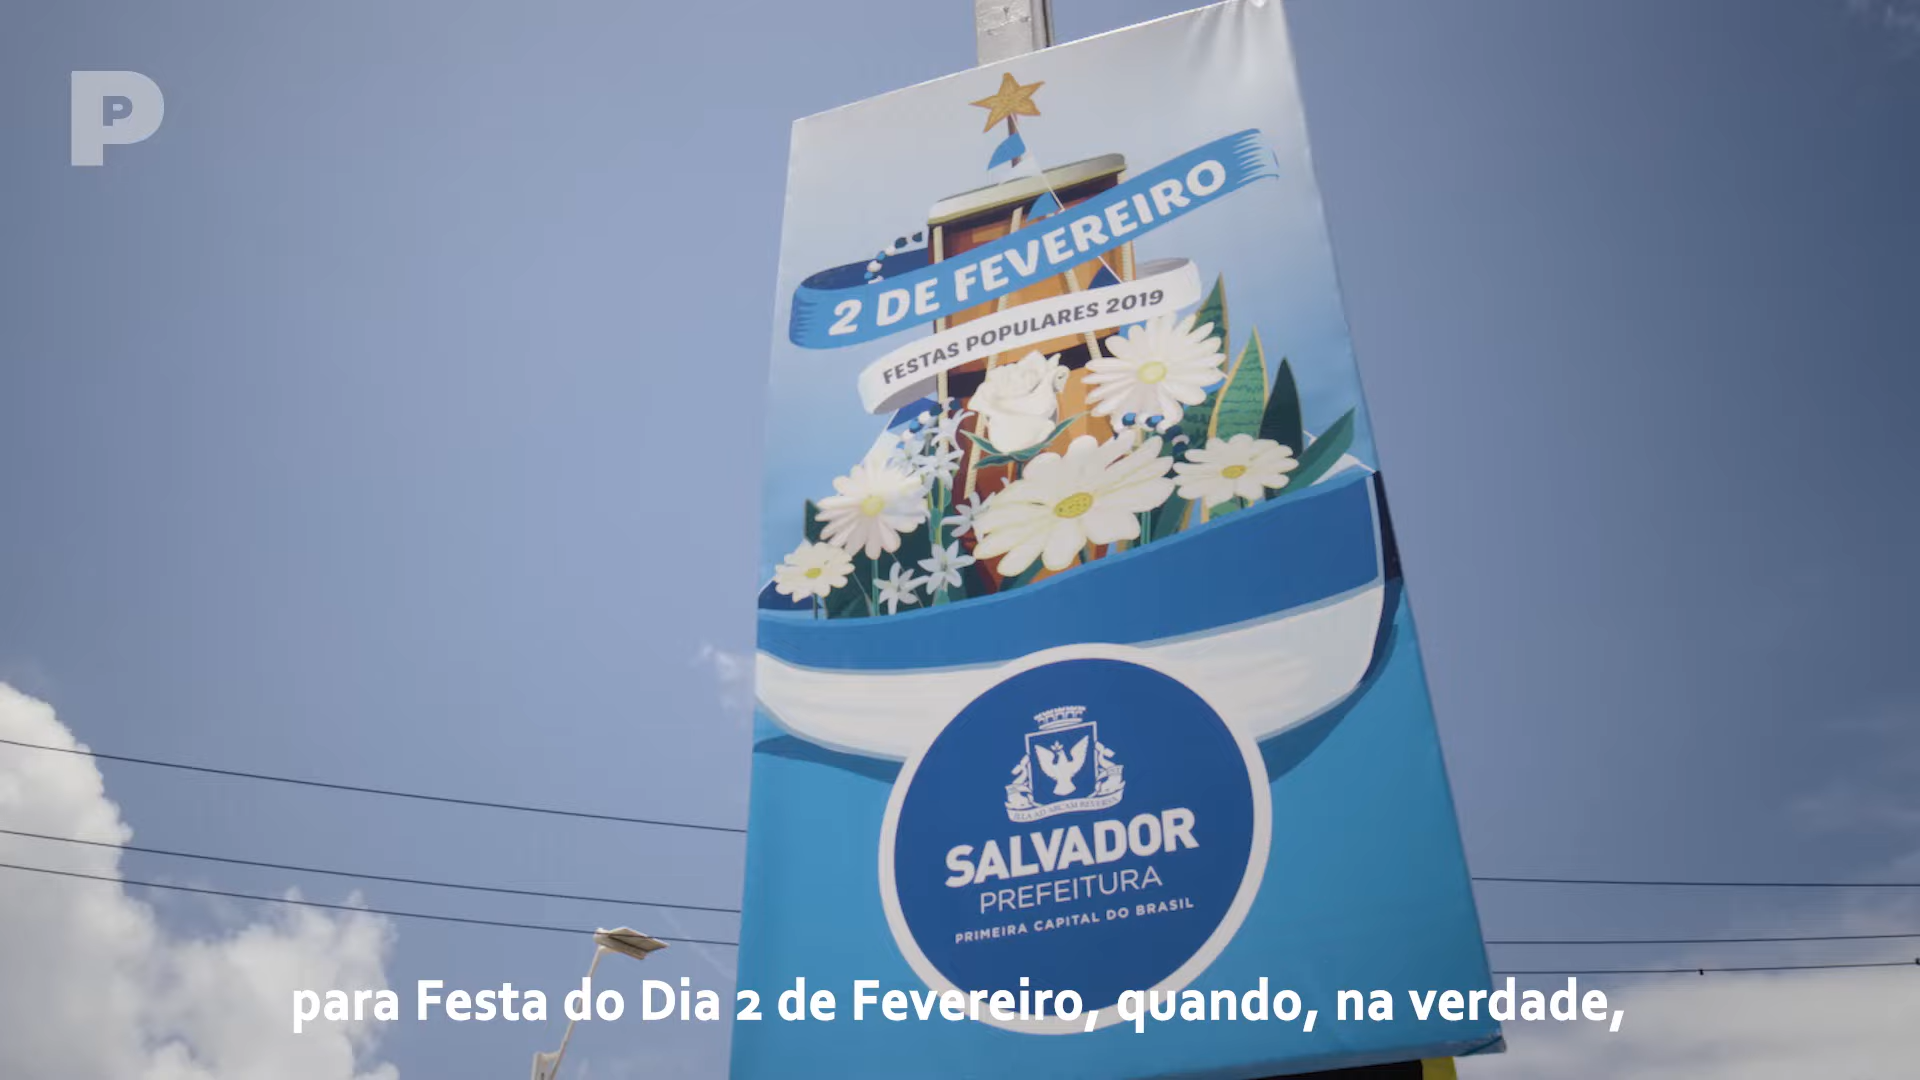 P
P
2 DE FEVEREIRO
FESTAS POPULARES 2019
SALVADOR
PREFEITURA
PRIMEIRA CAPITAL DO BRASIL
para Festa do Dia 2 de Fevereiro, quando, na verdade,